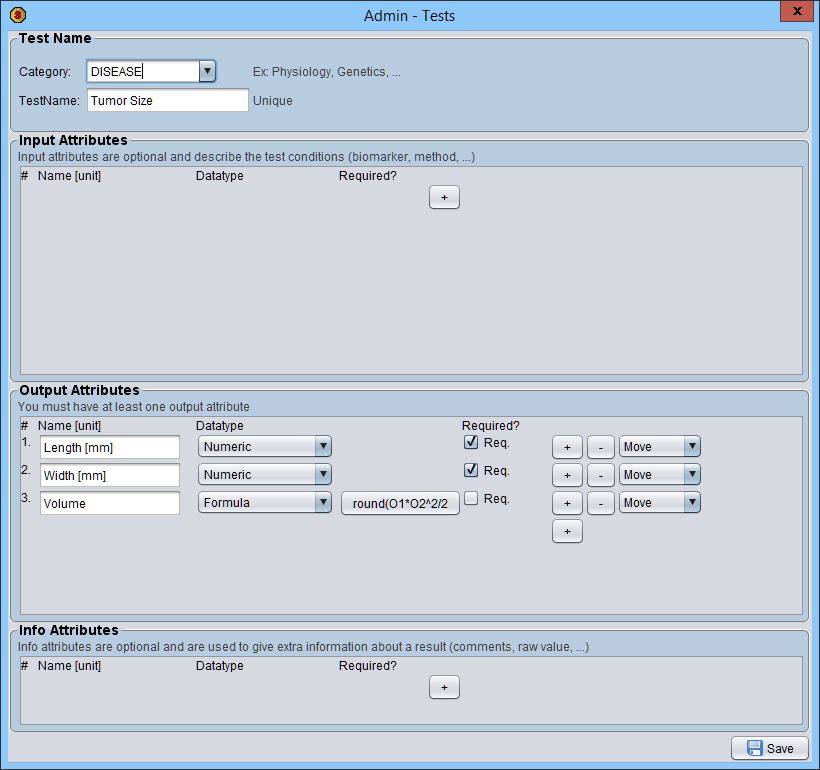 Admin - Tests
X
Test Name
Category: DISEASE Ex: Physiology, Genetics, ...
TestName: Tumor Size Unique
Input Attributes
Input attributes are optional and describe the test conditions (biomarker, method, ...)
# Name [unit] Datatype Required?
+
Output Attributes
You must have at least one output attribute
# Name [unit] Datatype Required?
1. Length [mm] Numeric Req. + - Move
2. Width [mm] Numeric Req. + - Move
3. Volume Formula round(O1*O2^2/2 Req. + - Move
+
Info Attributes
Info attributes are optional and are used to give extra information about a result (comments, raw value, ...)
# Name [unit] Datatype Required?
+
Save